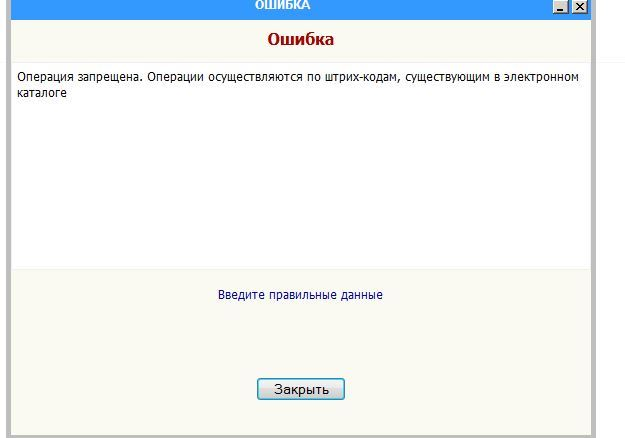 ОШИБКА
Ошибка
Операция запрещена. Операции осуществляются по штрих-кодам, существующим в электронном
каталоге
Введите правильные данные
Закрыть